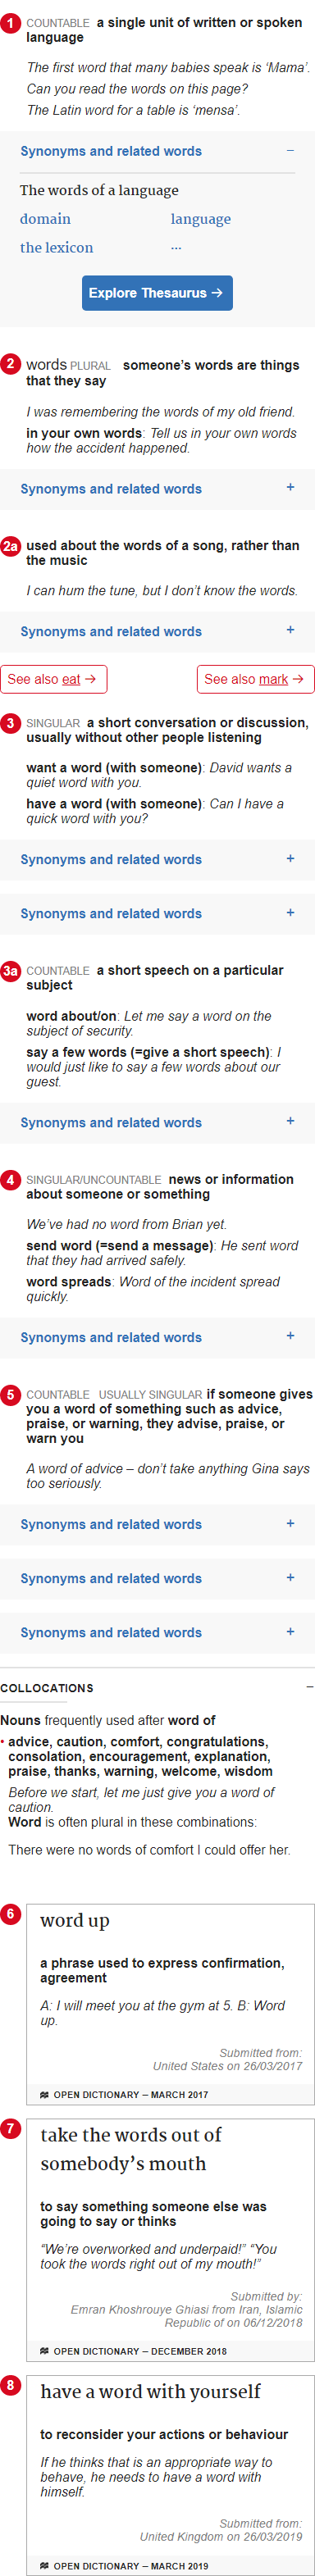 1 COUNTABLE a single unit of written or spoken
language
The first word that many babies speak is ‘Mama’.
Can you read the words on this page?
The Latin word for a table is ‘mensa’.
Synonyms and related words –
The words of a language
domain language
the lexicon ...
Explore Thesaurus →
2 words PLURAL someone’s words are things
that they say
I was remembering the words of my old friend.
in your own words: Tell us in your own words
how the accident happened.
Synonyms and related words +
2a used about the words of a song, rather than
the music
I can hum the tune, but I don’t know the words.
Synonyms and related words +
See also eat → See also mark →
3 SINGULAR a short conversation or discussion,
usually without other people listening
want a word (with someone): David wants a
quiet word with you.
have a word (with someone): Can I have a
quick word with you?
Synonyms and related words +
Synonyms and related words +
3a COUNTABLE a short speech on a particular
subject
word about/on: Let me say a word on the
subject of security.
say a few words (=give a short speech): I
would just like to say a few words about our
guest.
Synonyms and related words +
4 SINGULAR/UNCOUNTABLE news or information
about someone or something
We’ve had no word from Brian yet.
send word (=send a message): He sent word
that they had arrived safely.
word spreads: Word of the incident spread
quickly.
Synonyms and related words +
5 COUNTABLE USUALLY SINGULAR if someone gives
you a word of something such as advice,
praise, or warning, they advise, praise, or
warn you
A word of advice – don’t take anything Gina says
too seriously.
Synonyms and related words +
Synonyms and related words +
Synonyms and related words +
COLLOCATIONS –
Nouns frequently used after word of
• advice, caution, comfort, congratulations,
consolation, encouragement, explanation,
praise, thanks, warning, welcome, wisdom
Before we start, let me just give you a word of
caution.
Word is often plural in these combinations:
There were no words of comfort I could offer her.
6 word up
a phrase used to express confirmation,
agreement
A: I will meet you at the gym at 5. B: Word
up.
Submitted from:
United States on 26/03/2017
OPEN DICTIONARY – MARCH 2017
7 take the words out of
somebody’s mouth
to say something someone else was
going to say or thinks
“We’re overworked and underpaid!” “You
took the words right out of my mouth!”
Submitted by:
Emran Khoshrouye Ghiasi from Iran, Islamic
Republic of on 06/12/2018
OPEN DICTIONARY – DECEMBER 2018
8 have a word with yourself
to reconsider your actions or behaviour
If he thinks that is an appropriate way to
behave, he needs to have a word with
himself.
Submitted from:
United Kingdom on 26/03/2019
OPEN DICTIONARY – MARCH 2019